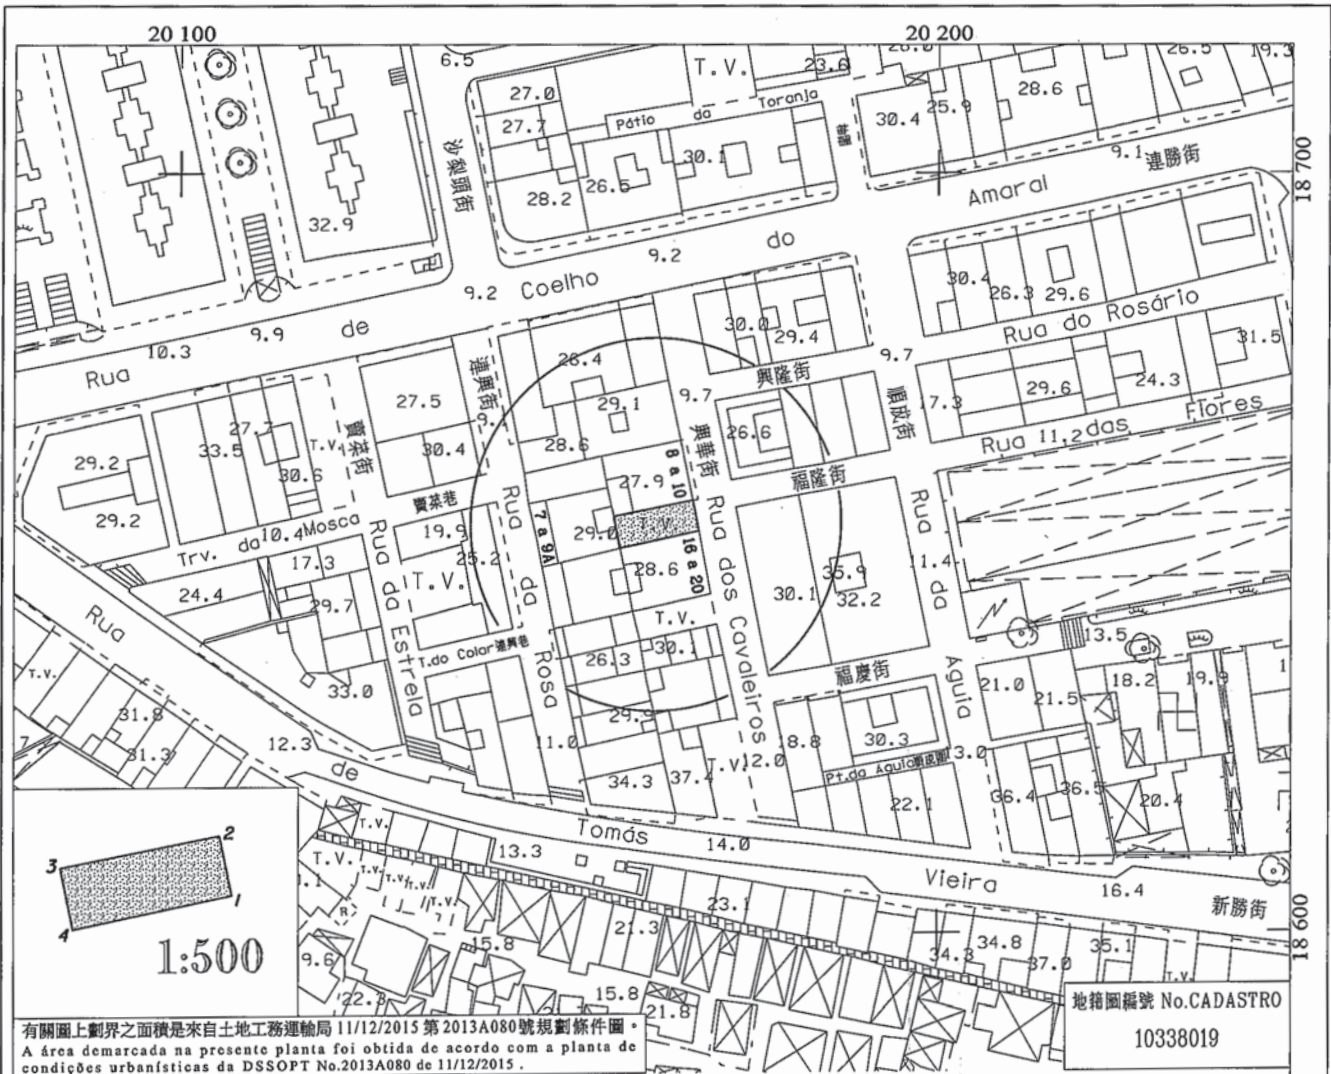 20 100
20 200
6.5
T.V.
23.6
26.5
19.3
27.0
27.7
Pátio da Toranja
30.4
25.9
28.6
18 700
沙梨頭街
30.1
9.1
連勝街
28.2
26.5
Amaral
32.9
do
9.2
9.2
Coelho
30.4
26.3
29.6
Rua do Rosário
9.9
de
10.3
Rua
30.0
29.4
9.7
31.5
連興街
26.4
興隆街
27.5
29.1
9.7
順成街
17.3
29.6
24.3
Flores
27.7
T.V.
賣菜街
33.5
30.4
28.6
興華街
26.6
Rua 11.2 das
29.2
30.6
8 a 10
27.9
福隆街
29.2
賣菜巷
Rua da Rosa
7 a 9A
T.V.
Rua dos Cavaleiros
Rua da Aguia
Trv. da 10.4 Mosca
Rua da Estrela
19.9
29.0
16 a 20
17.3
25.2
28.6
35.9
11.4
24.4
29.7
T.V.
30.1
32.2
Rua
T.V.
13.5
T.do Colar 連興巷
26.3
30.1
福慶街
T.V.
33.0
21.0
21.5
18.2
19.9
31.8
29.9
31.3
12.3
11.0
18.8
30.3
13.0
T.V.
12.0
de
34.3
37.4
Pt.da Aguia
22.1
36.4
36.5
20.4
Tomás
14.0
T.V.
13.3
T.V.
Vieira
16.4
新勝街
18 600
2
3
1
4
1:500
23.1
21.3
34.8
34.3
35.1
37.0
T.V.
R
15.8
9.6
15.8
22.3
21.8
地籍圖編號 No.CADASTRO
10338019
有關圖上劃界之面積是來自土地工務運輸局 11/12/2015 第 2013A080號規劃條件圖。
A área demarcada na presente planta foi obtida de acordo com a planta de
condições urbanísticas da DSSOPT No.2013A080 de 11/12/2015 .